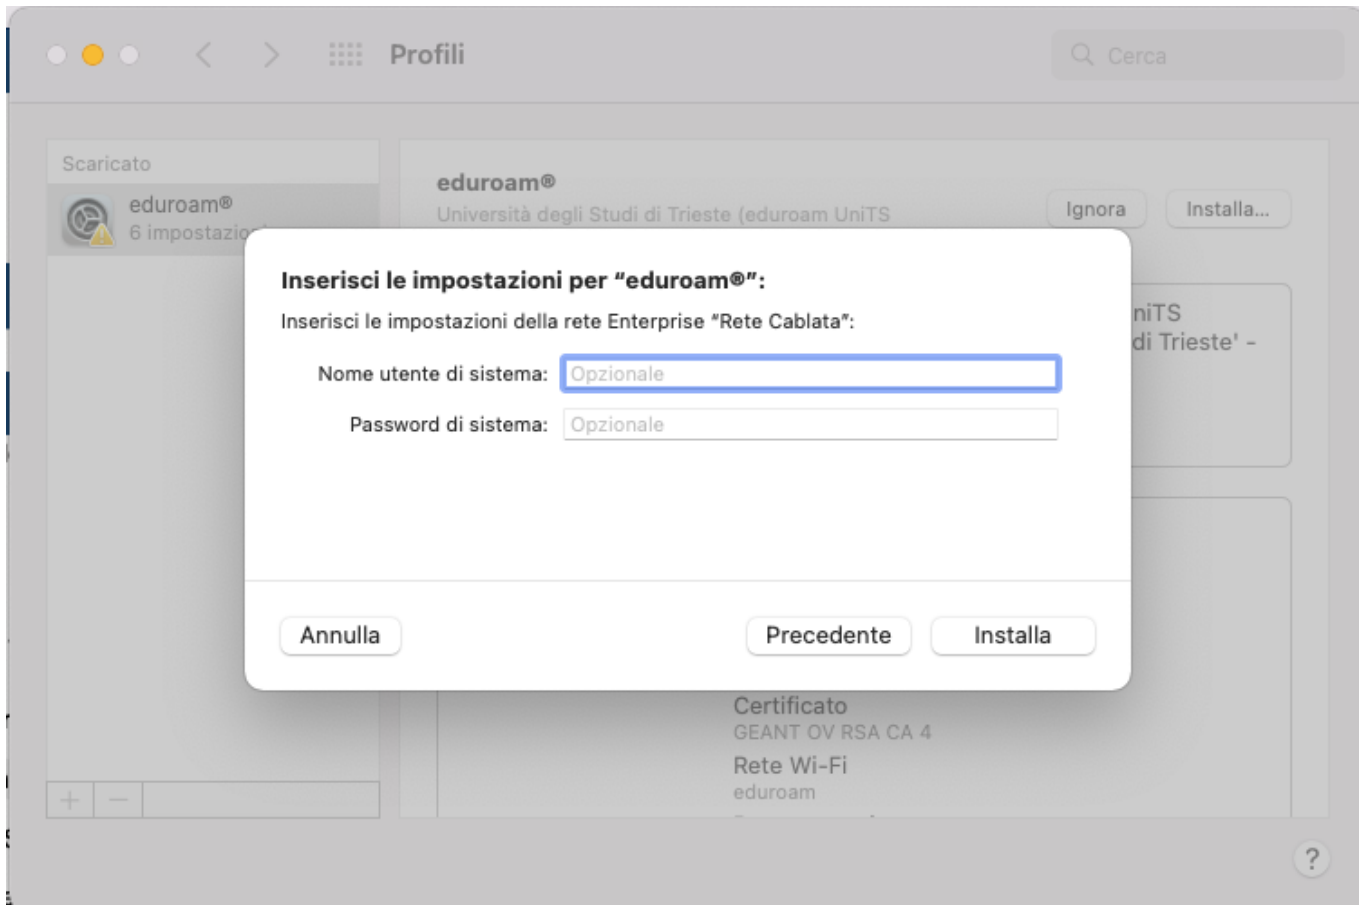 Profili
Cerca
Scaricato
eduroam®
6 impostazio
eduroam®
Università degli Studi di Trieste (eduroam UniTS
Ignora
Installa...
niTS
di Trieste' -
Inserisci le impostazioni per “eduroam®”:
Inserisci le impostazioni della rete Enterprise “Rete Cablata”:
Nome utente di sistema: Opzionale
Password di sistema: Opzionale
Annulla
Precedente
Installa
Certificato
GEANT OV RSA CA 4
Rete Wi-Fi
eduroam
?